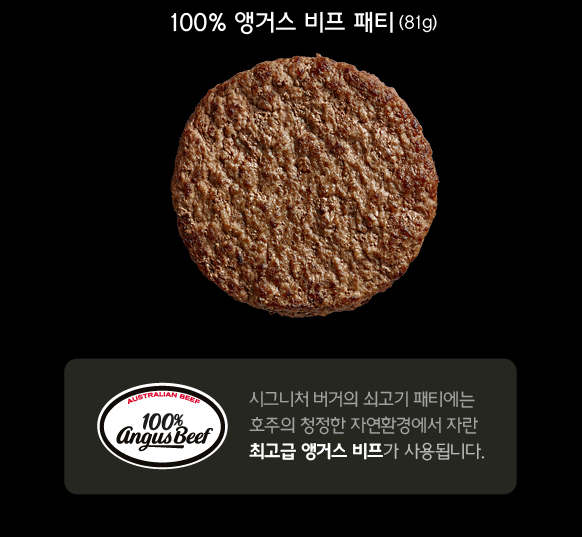 100% 앵거스 비프 패티 (81g)
AUSTRALIAN BEEF
100%
Angus Beef
시그니처 버거의 쇠고기 패티에는
호주의 청정한 자연환경에서 자란
최고급 앵거스 비프가 사용됩니다.